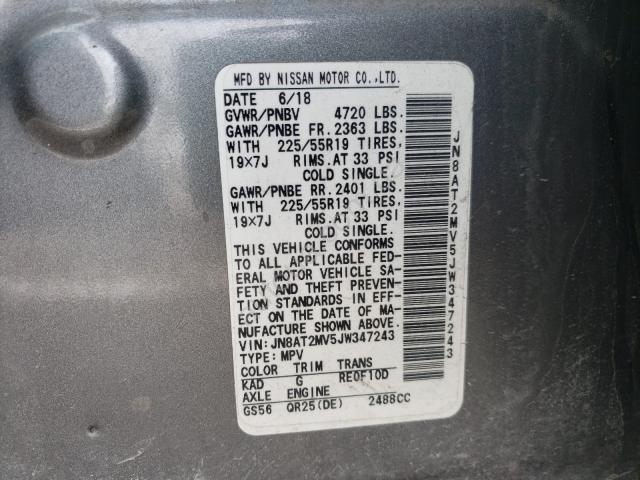 MFD BY NISSAN MOTOR CO.,LTD.
DATE 6/18
GVWR/PNBV 4720 LBS.
GAWR/PNBE FR. 2363 LBS.
WITH 225/55R19 TIRES,
19×7J RIMS.AT 33 PSI
COLD SINGLE.
GAWR/PNBE RR. 2401 LBS.
WITH 225/55R19 TIRES,
19×7J RIMS.AT 33 PSI
COLD SINGLE.
THIS VEHICLE CONFORMS
TO ALL APPLICABLE FED-
ERAL MOTOR VEHICLE SA-
FETY AND THEFT PREVEN-
TION STANDARDS IN EFF-
ECT ON THE DATE OF MA-
NUFACTURE SHOWN ABOVE.
VIN:JN8AT2MV5JW347243
TYPE:MPV
COLOR TRIM TRANS
KAD G RE0F10D
AXLE ENGINE
GS56 QR25(DE) 2488CC
JN8AT2MV5JW347243